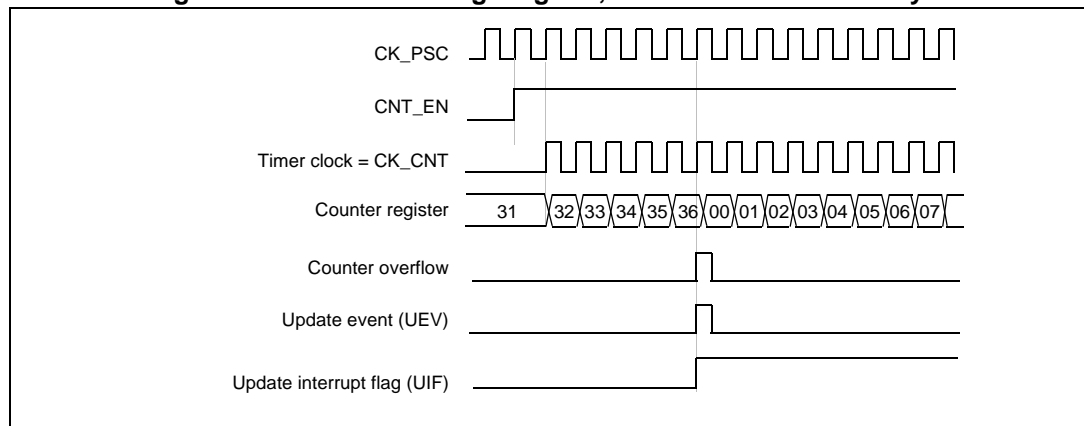 CK_PSC
CNT_EN
Timer clock = CK_CNT
Counter register 31 32 33 34 35 36 00 01 02 03 04 05 06 07
Counter overflow
Update event (UEV)
Update interrupt flag (UIF)